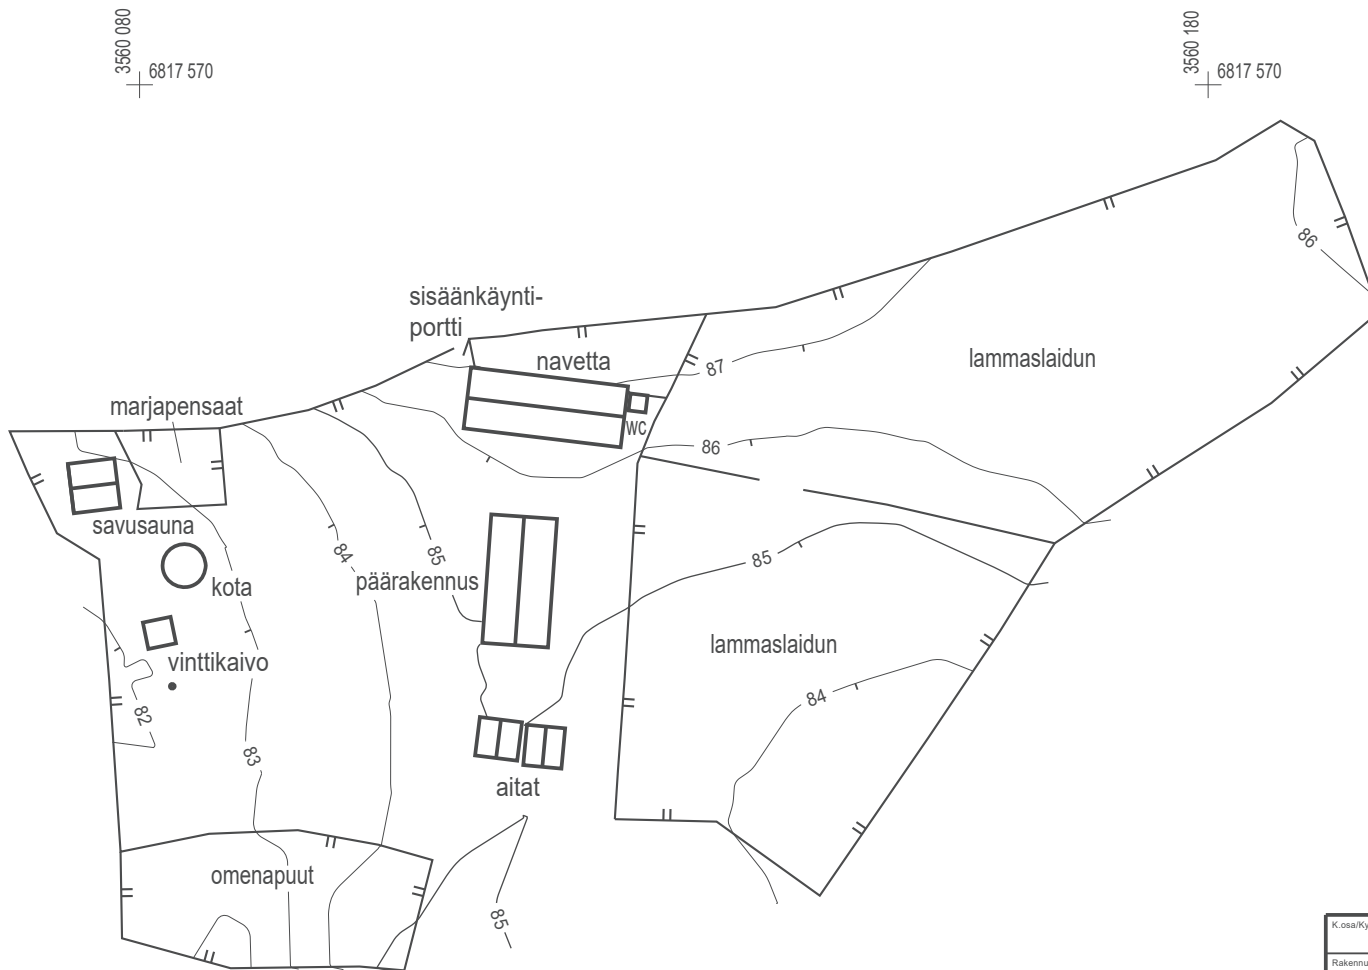 3560 080
6817 570
3560 180
6817 570
86
sisäänkäynti-
portti
navetta
87
lammaslaidun
marjapensaat
wc
86
savusauna
84
85
85
kota
päärakennus
lammaslaidun
vinttikaivo
84
82
83
aitat
omenapuut
85
K.osa/Ky
Rakennu